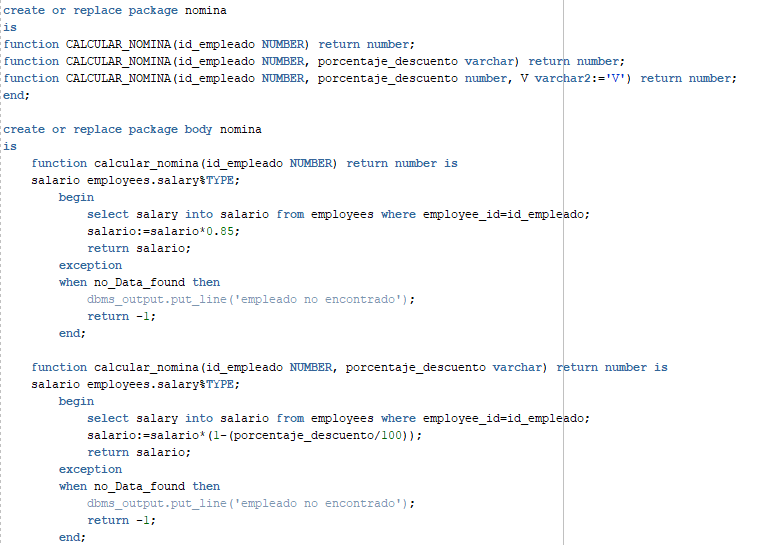 create or replace package nomina
is
function CALCULAR_NOMINA(id_empleado NUMBER) return number;
function CALCULAR_NOMINA(id_empleado NUMBER, porcentaje_descuento varchar) return number;
function CALCULAR_NOMINA(id_empleado NUMBER, porcentaje_descuento number, V varchar2:='V') return number;
end;
create or replace package body nomina
is
function calcular_nomina(id_empleado NUMBER) return number is
salario employees.salary%TYPE;
begin
select salary into salario from employees where employee_id=id_empleado;
salario:=salario*0.85;
return salario;
exception
when no_Data_found then
dbms_output.put_line('empleado no encontrado');
return -1;
end;
function calcular_nomina(id_empleado NUMBER, porcentaje_descuento varchar) return number is
salario employees.salary%TYPE;
begin
select salary into salario from employees where employee_id=id_empleado;
salario:=salario*(1-(porcentaje_descuento/100));
return salario;
exception
when no_Data_found then
dbms_output.put_line('empleado no encontrado');
return -1;
end;